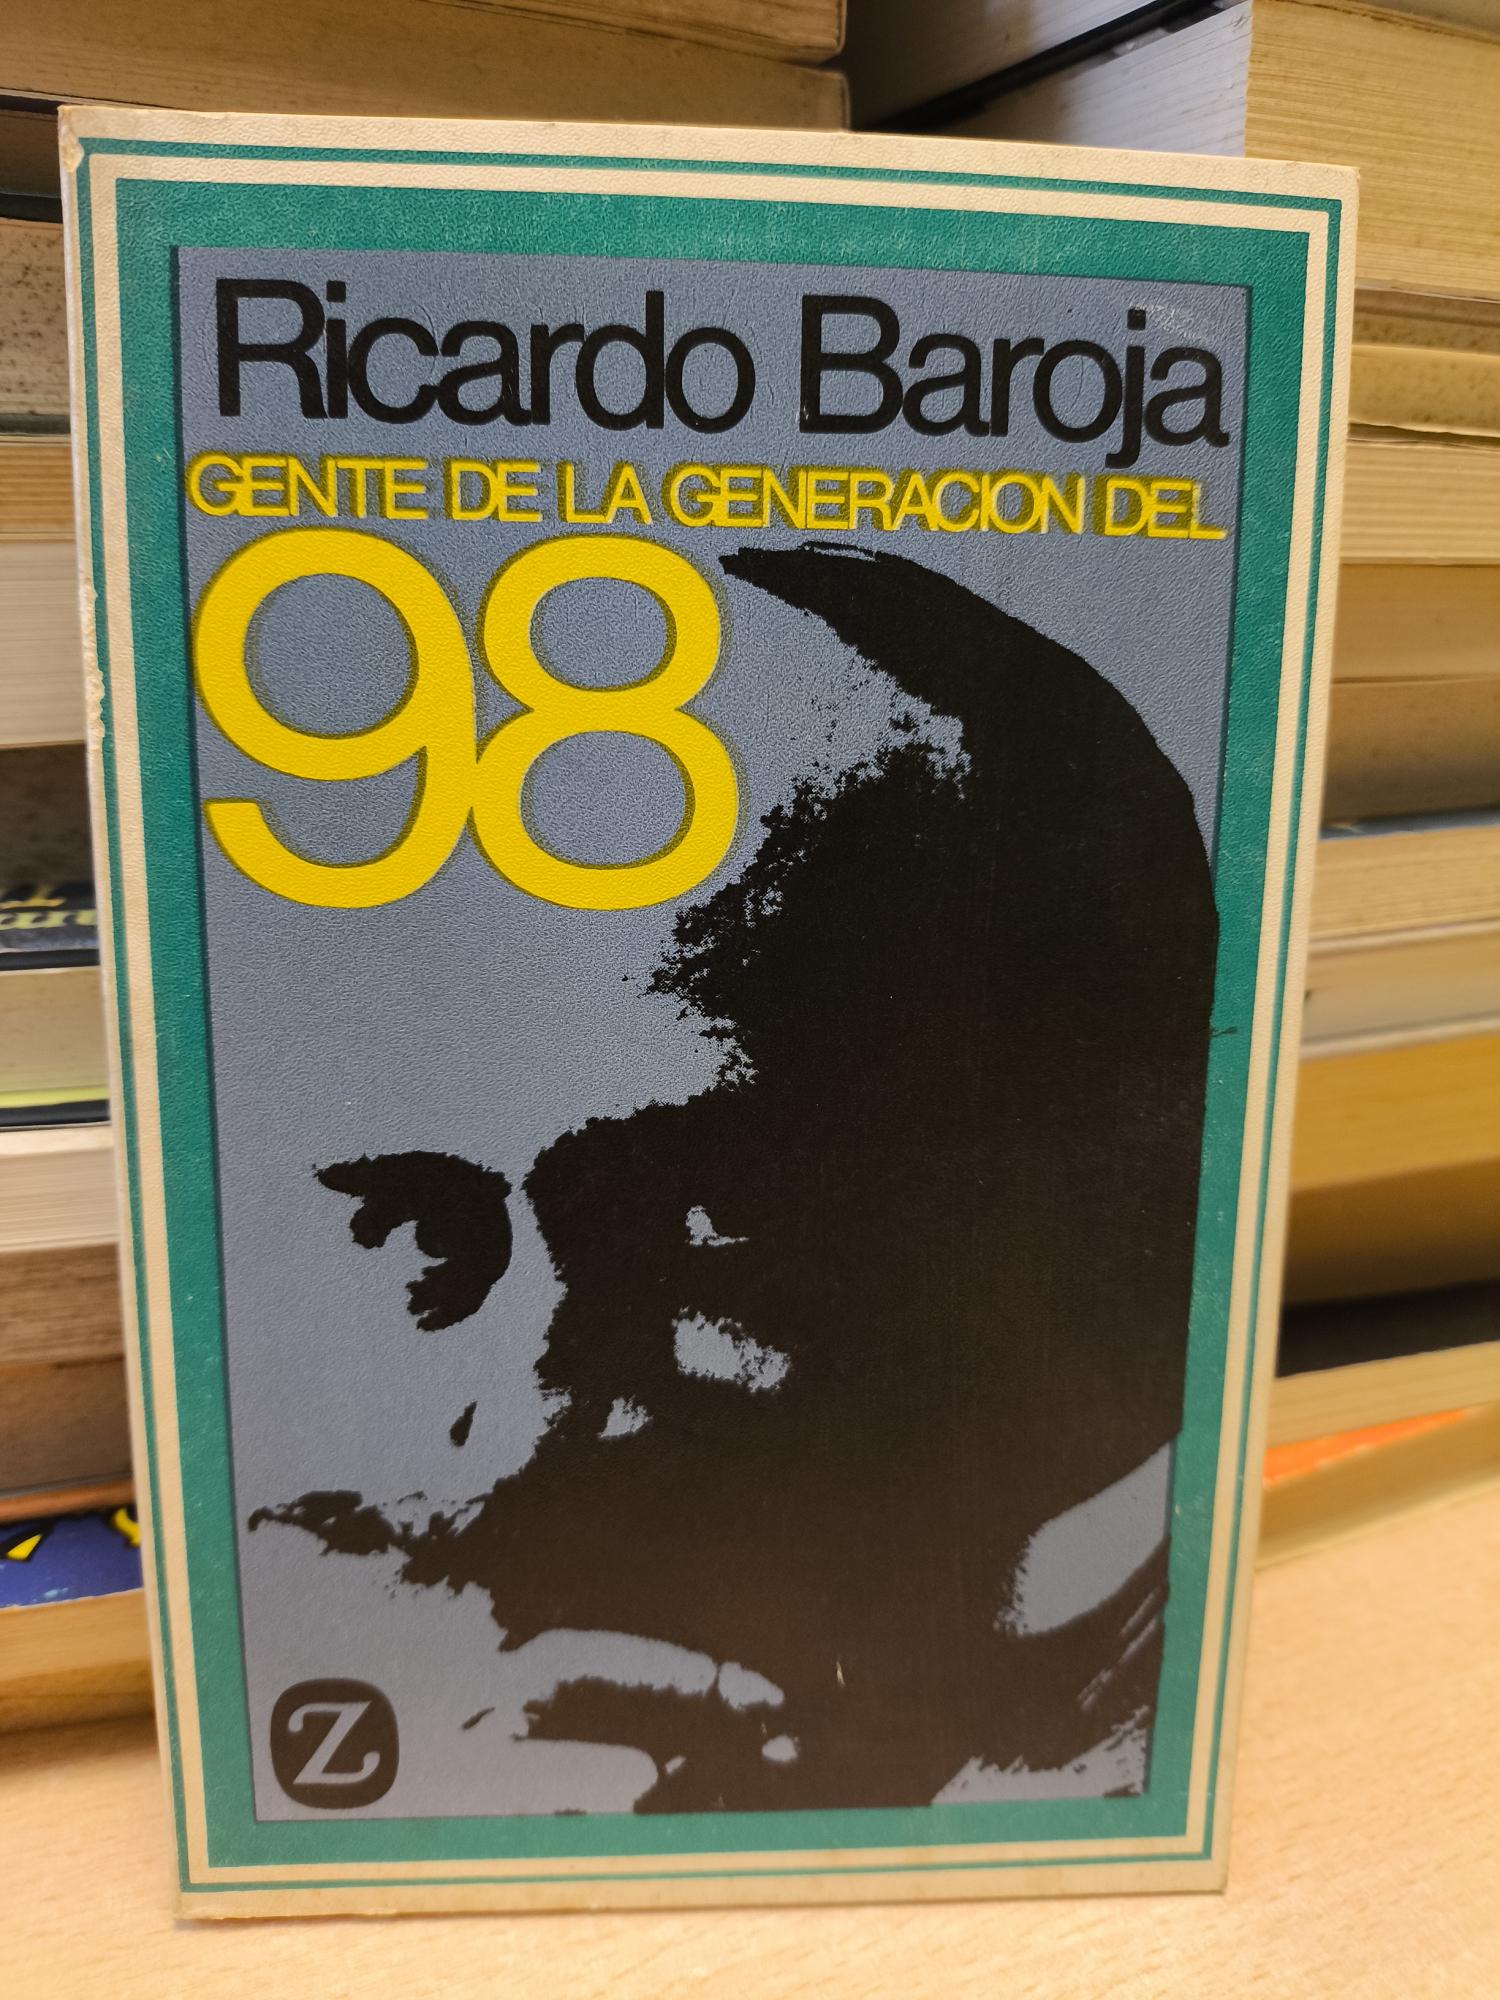 Ricardo Baroja
GENTE DE LA GENERACION DEL
98
Z